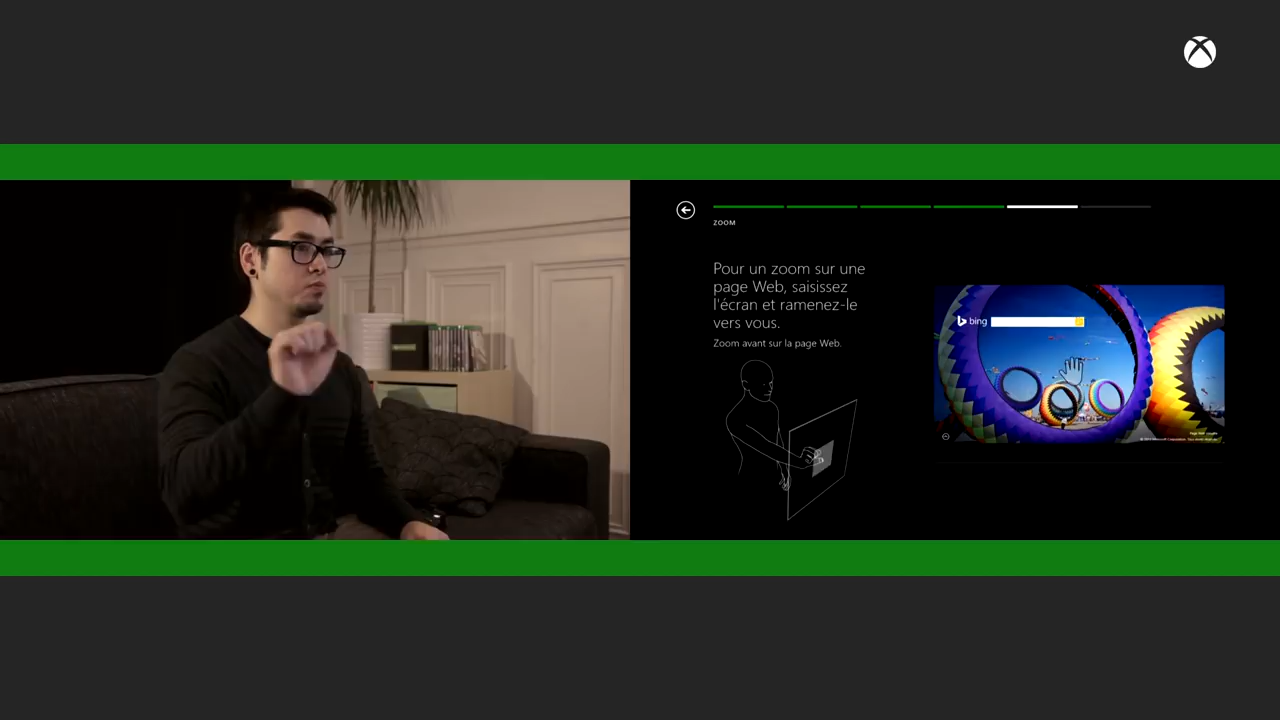 ZOOM
Pour un zoom sur une
page Web, saisissez
l'écran et ramenez-le
vers vous.
Zoom avant sur la page Web.
bing